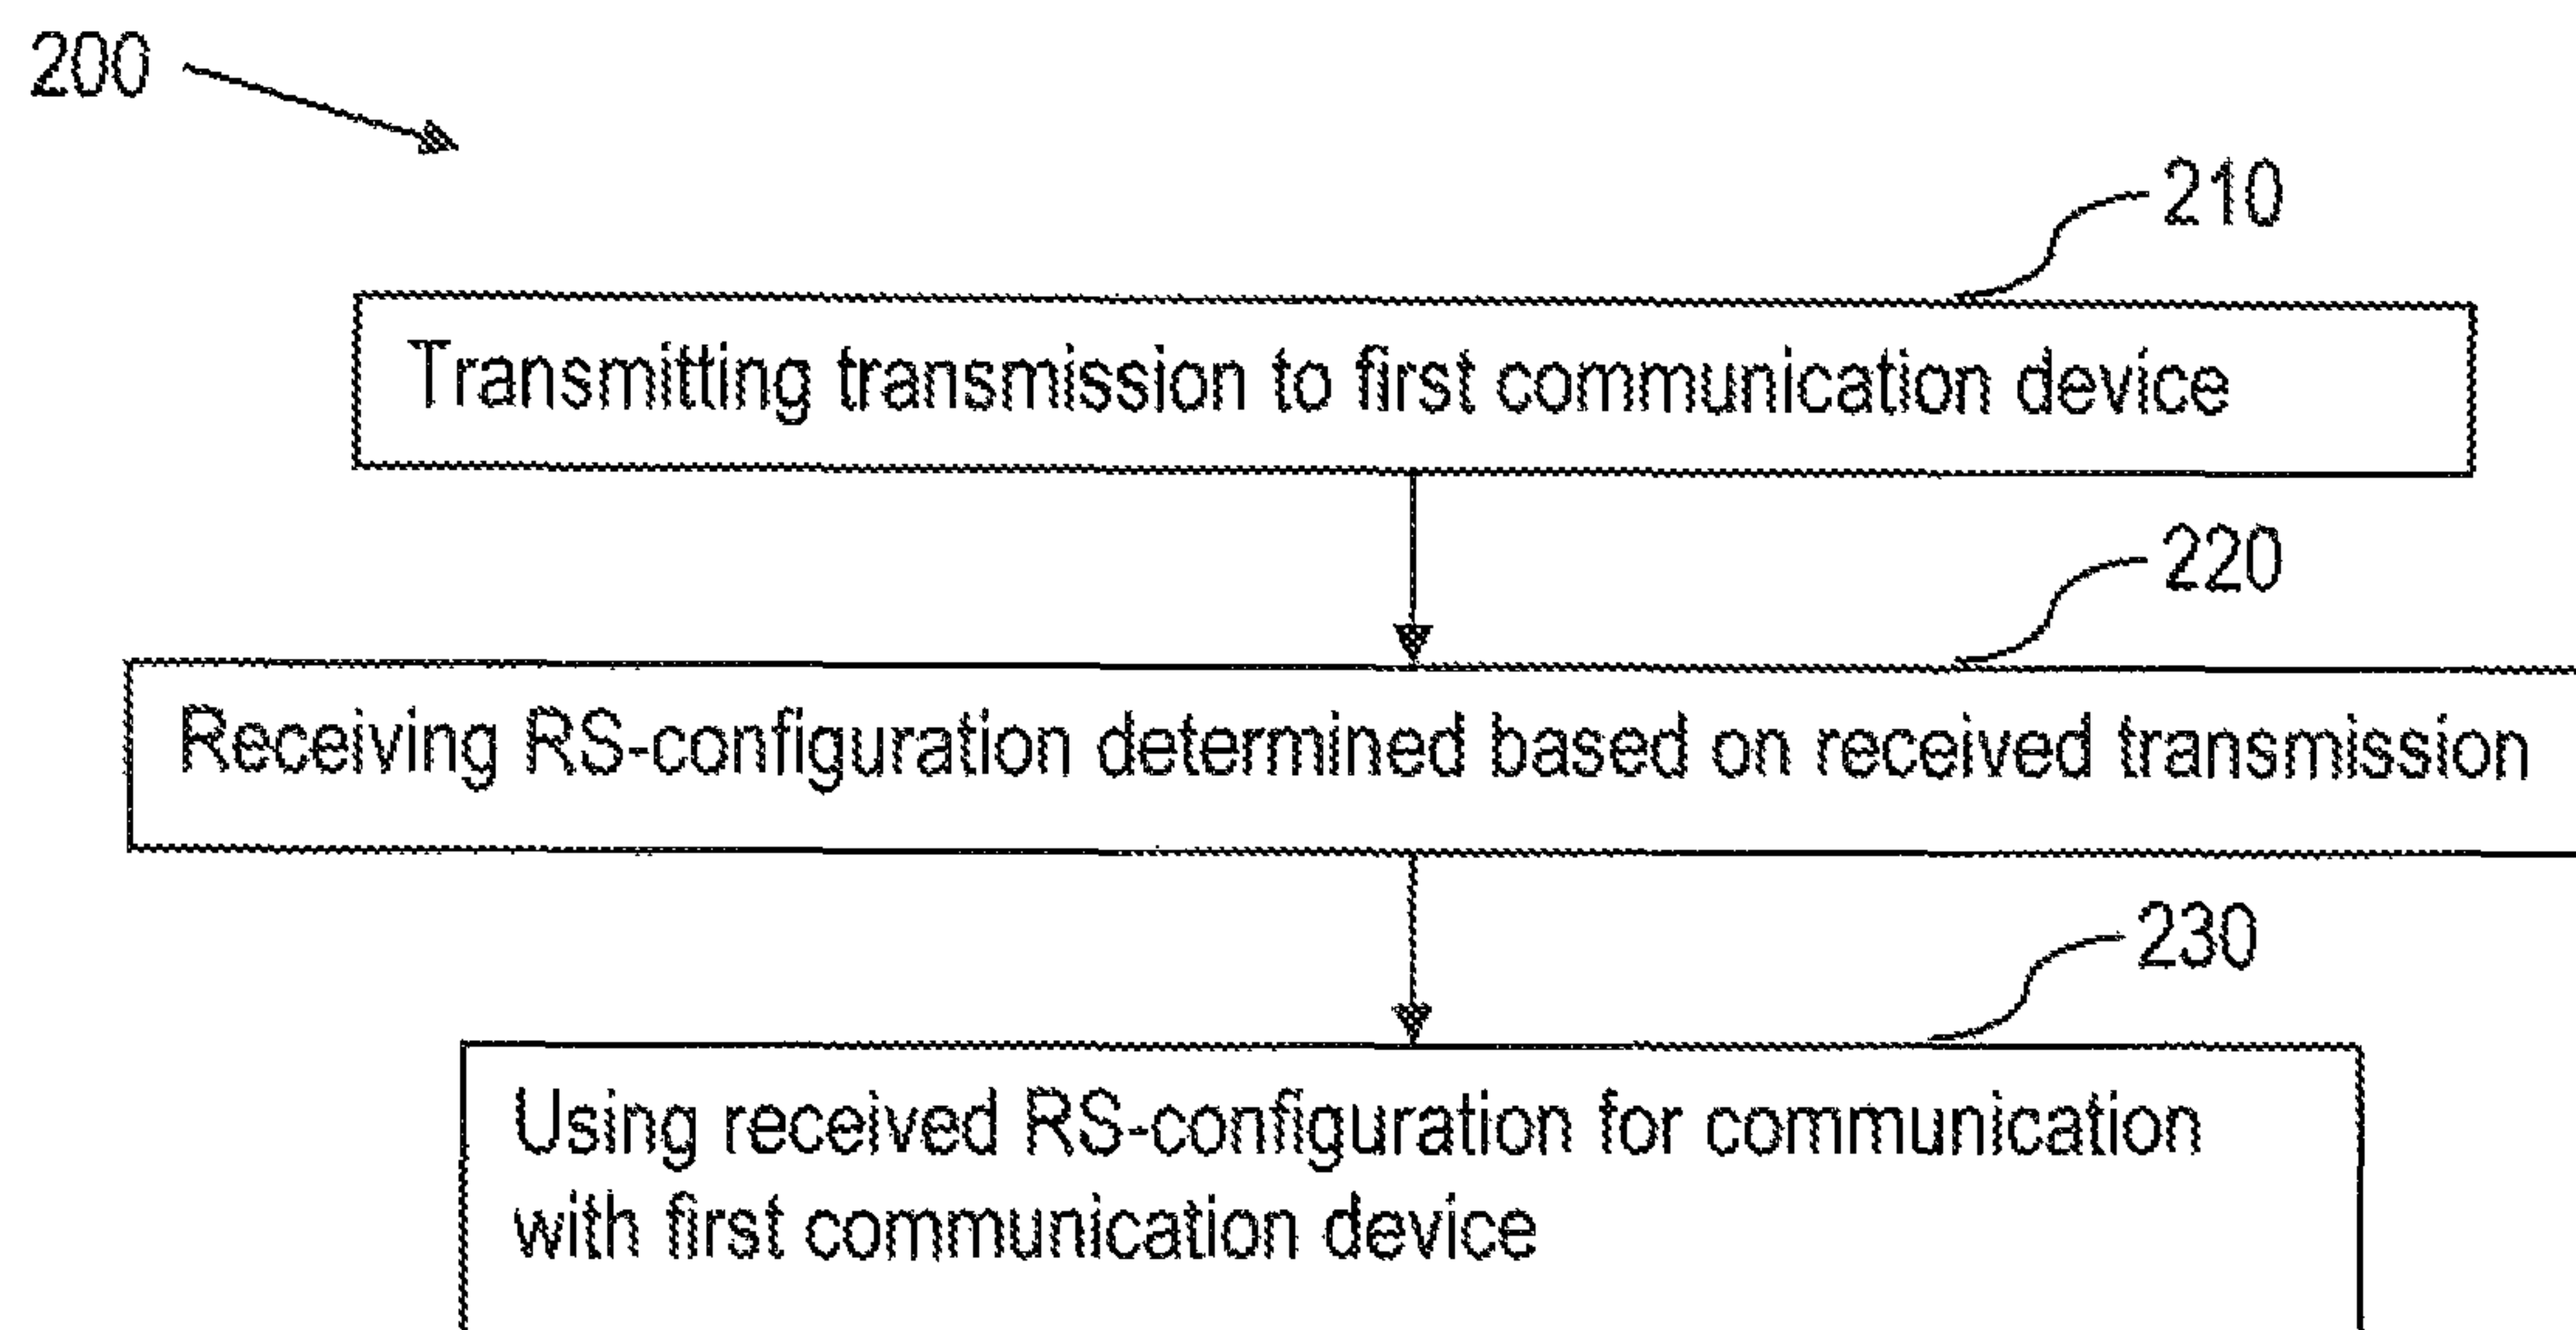 200
210
Transmitting transmission to first communication device
220
Receiving RS-configuration determined based on received transmission
230
Using received RS-configuration for communication
with first communication device